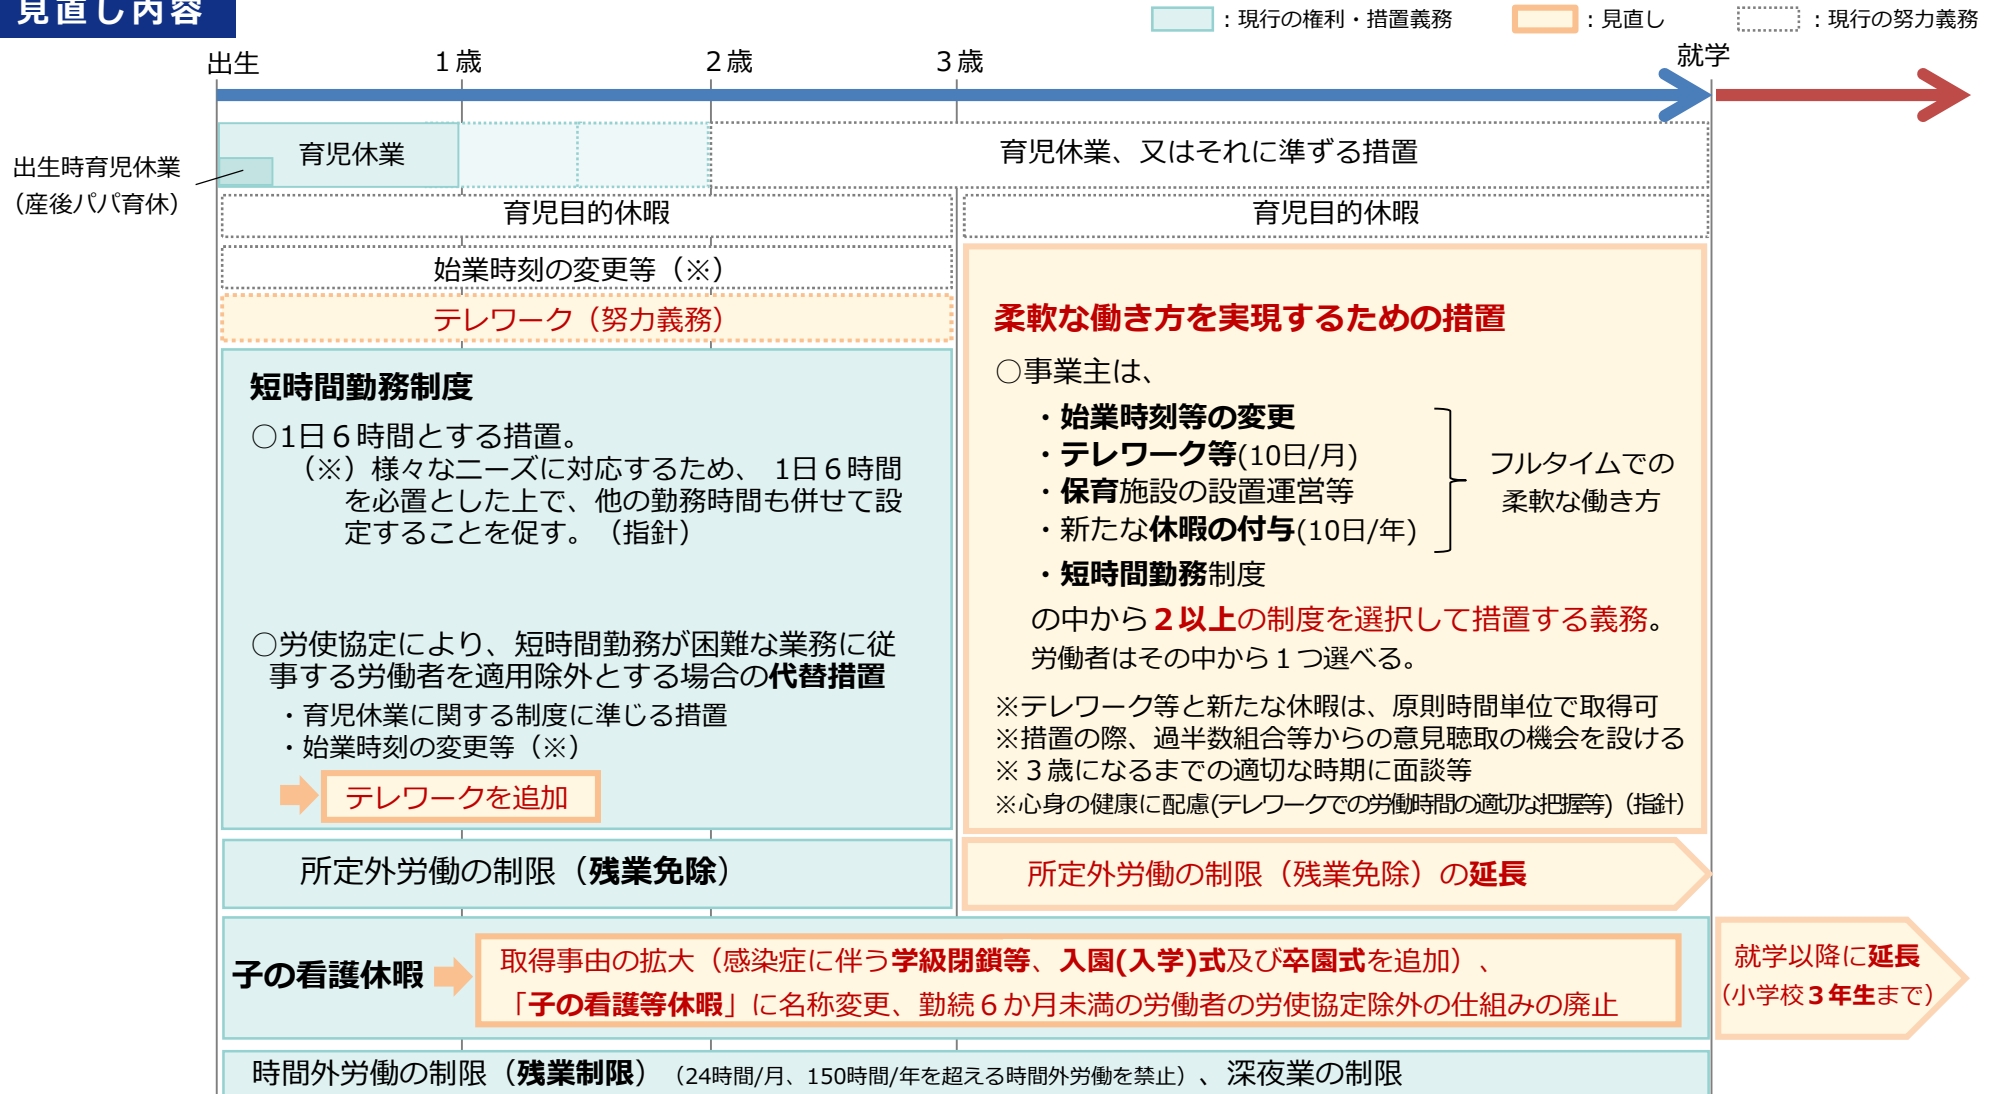 見直し内容
：現行の権利・措置義務
：見直し
：現行の努力義務
出生
１歳
２歳
３歳
就学
出生時育児休業
（産後パパ育休）
育児休業
育児休業、又はそれに準ずる措置
育児目的休暇
育児目的休暇
始業時刻の変更等（※）
テレワーク（努力義務）
短時間勤務制度
○1日６時間とする措置。
（※）様々なニーズに対応するため、 1日６時間
を必置とした上で、他の勤務時間も併せて設
定することを促す。（指針）
○労使協定により、短時間勤務が困難な業務に従
事する労働者を適用除外とする場合の代替措置
・育児休業に関する制度に準じる措置
・始業時刻の変更等（※）
テレワークを追加
柔軟な働き方を実現するための措置
○事業主は、
・始業時刻等の変更
・テレワーク等(10日/月)
・保育施設の設置運営等
・新たな休暇の付与(10日/年)
フルタイムでの
柔軟な働き方
・短時間勤務制度
の中から２以上の制度を選択して措置する義務。
労働者はその中から１つ選べる。
※テレワーク等と新たな休暇は、原則時間単位で取得可
※措置の際、過半数組合等からの意見聴取の機会を設ける
※３歳になるまでの適切な時期に面談等
※心身の健康に配慮(テレワークでの労働時間の適切な把握等)（指針）
所定外労働の制限（残業免除）
所定外労働の制限（残業免除）の延長
子の看護休暇
取得事由の拡大（感染症に伴う学級閉鎖等、入園(入学)式及び卒園式を追加）、
「子の看護等休暇」に名称変更、勤続６か月未満の労働者の労使協定除外の仕組みの廃止
就学以降に延長
（小学校３年生まで）
時間外労働の制限（残業制限）（24時間/月、150時間/年を超える時間外労働を禁止）、深夜業の制限